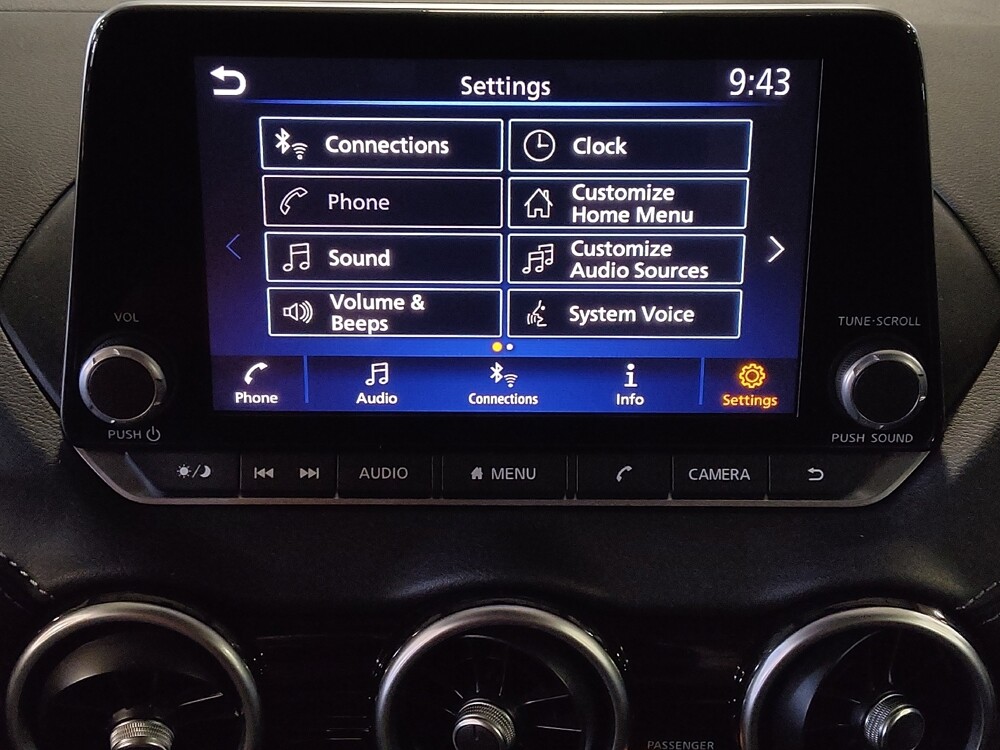 Settings
9:43
Connections
Clock
Phone
Customize
Home Menu
Sound
Customize
Audio Sources
Volume &
Beeps
System Voice
VOL
TUNE·SCROLL
Phone
Audio
Connections
Info
Settings
PUSH
PUSH SOUND
AUDIO
MENU
CAMERA
PASSENGER